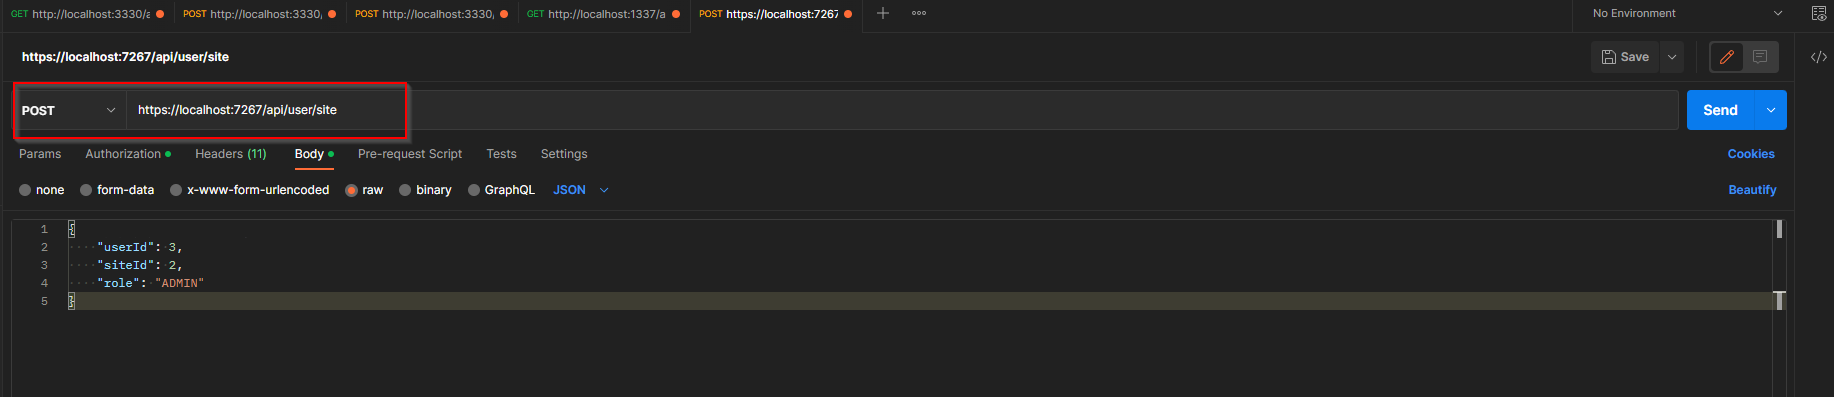 GET http://localhost:3330/a POST http://localhost:3330, POST http://localhost:3330, GET http://localhost:1337/a POST https://localhost:7267 No Environment
https://localhost:7267/api/user/site Save
POST https://localhost:7267/api/user/site Send
Params Authorization Headers (11) Body Pre-request Script Tests Settings Cookies
none form-data x-www-form-urlencoded raw binary GraphQL JSON Beautify
1 {
2 "userId": 3,
3 "siteId": 2,
4 "role": "ADMIN"
5 }